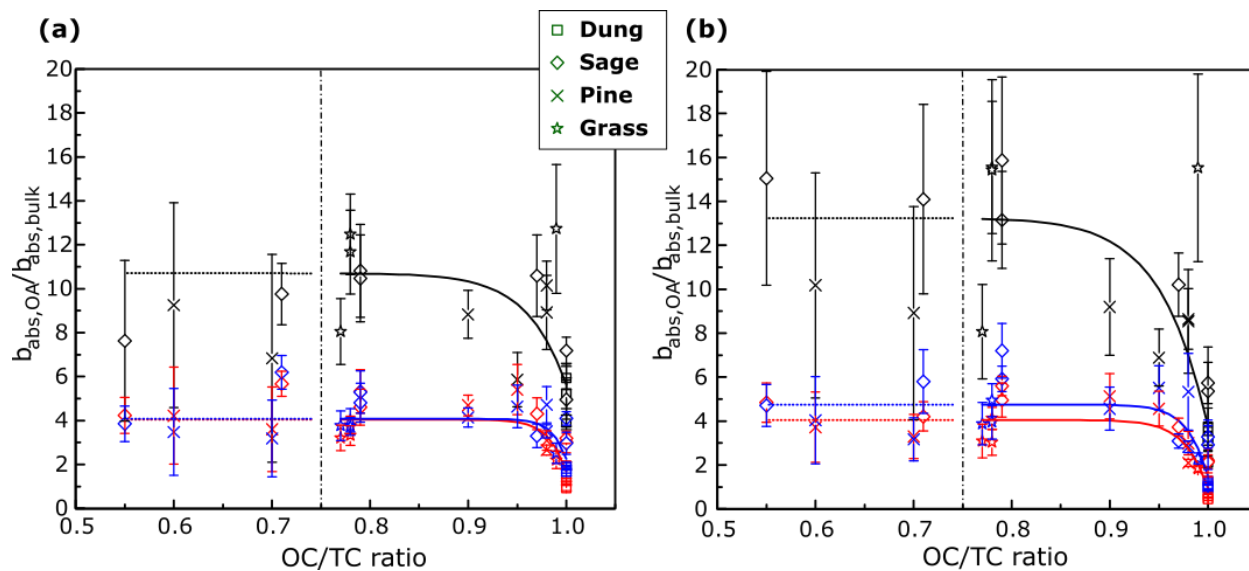 (a)
Dung
Sage
Pine
Grass
(b)
b_abs,OA/b_abs,bulk
20
18
16
14
12
10
8
6
4
2
0
0.5 0.6 0.7 0.8 0.9 1.0
OC/TC ratio
b_abs,OA/b_abs,bulk
20
18
16
14
12
10
8
6
4
2
0
0.5 0.6 0.7 0.8 0.9 1.0
OC/TC ratio